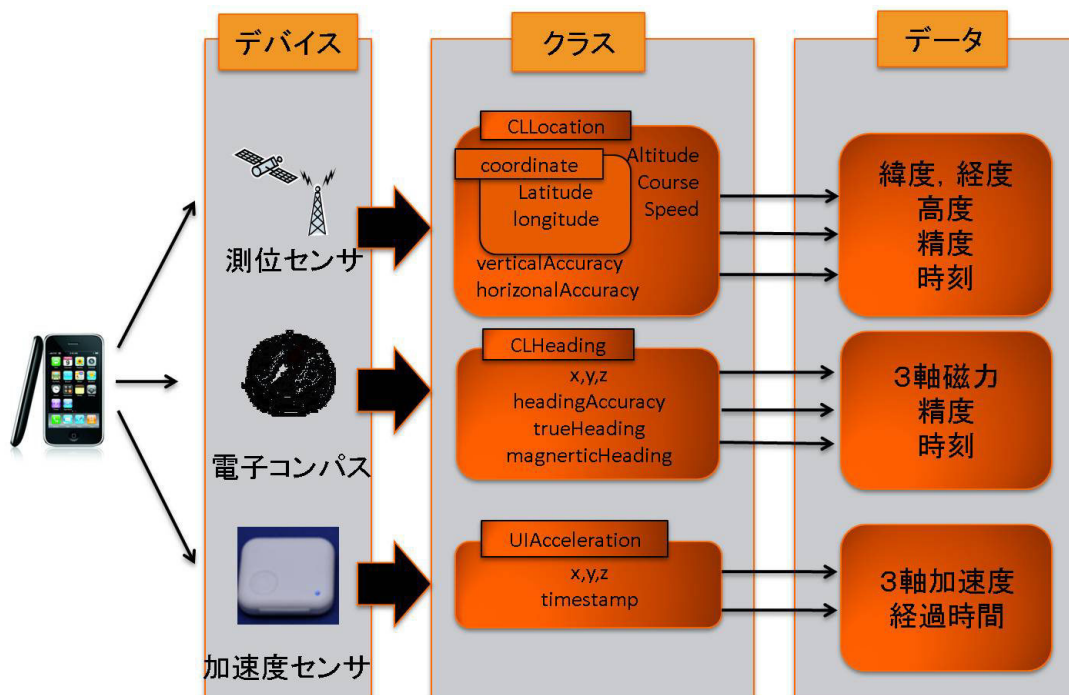 デバイス
クラス
データ
測位センサ
CLLocation
coordinate
Latitude
longitude
Altitude
Course
Speed
verticalAccuracy
horizonalAccuracy
緯度, 経度
高度
精度
時刻
電子コンパス
CLHeading
x,y,z
headingAccuracy
trueHeading
magnerticHeading
３軸磁力
精度
時刻
加速度センサ
UIAcceleration
x,y,z
timestamp
３軸加速度
経過時間